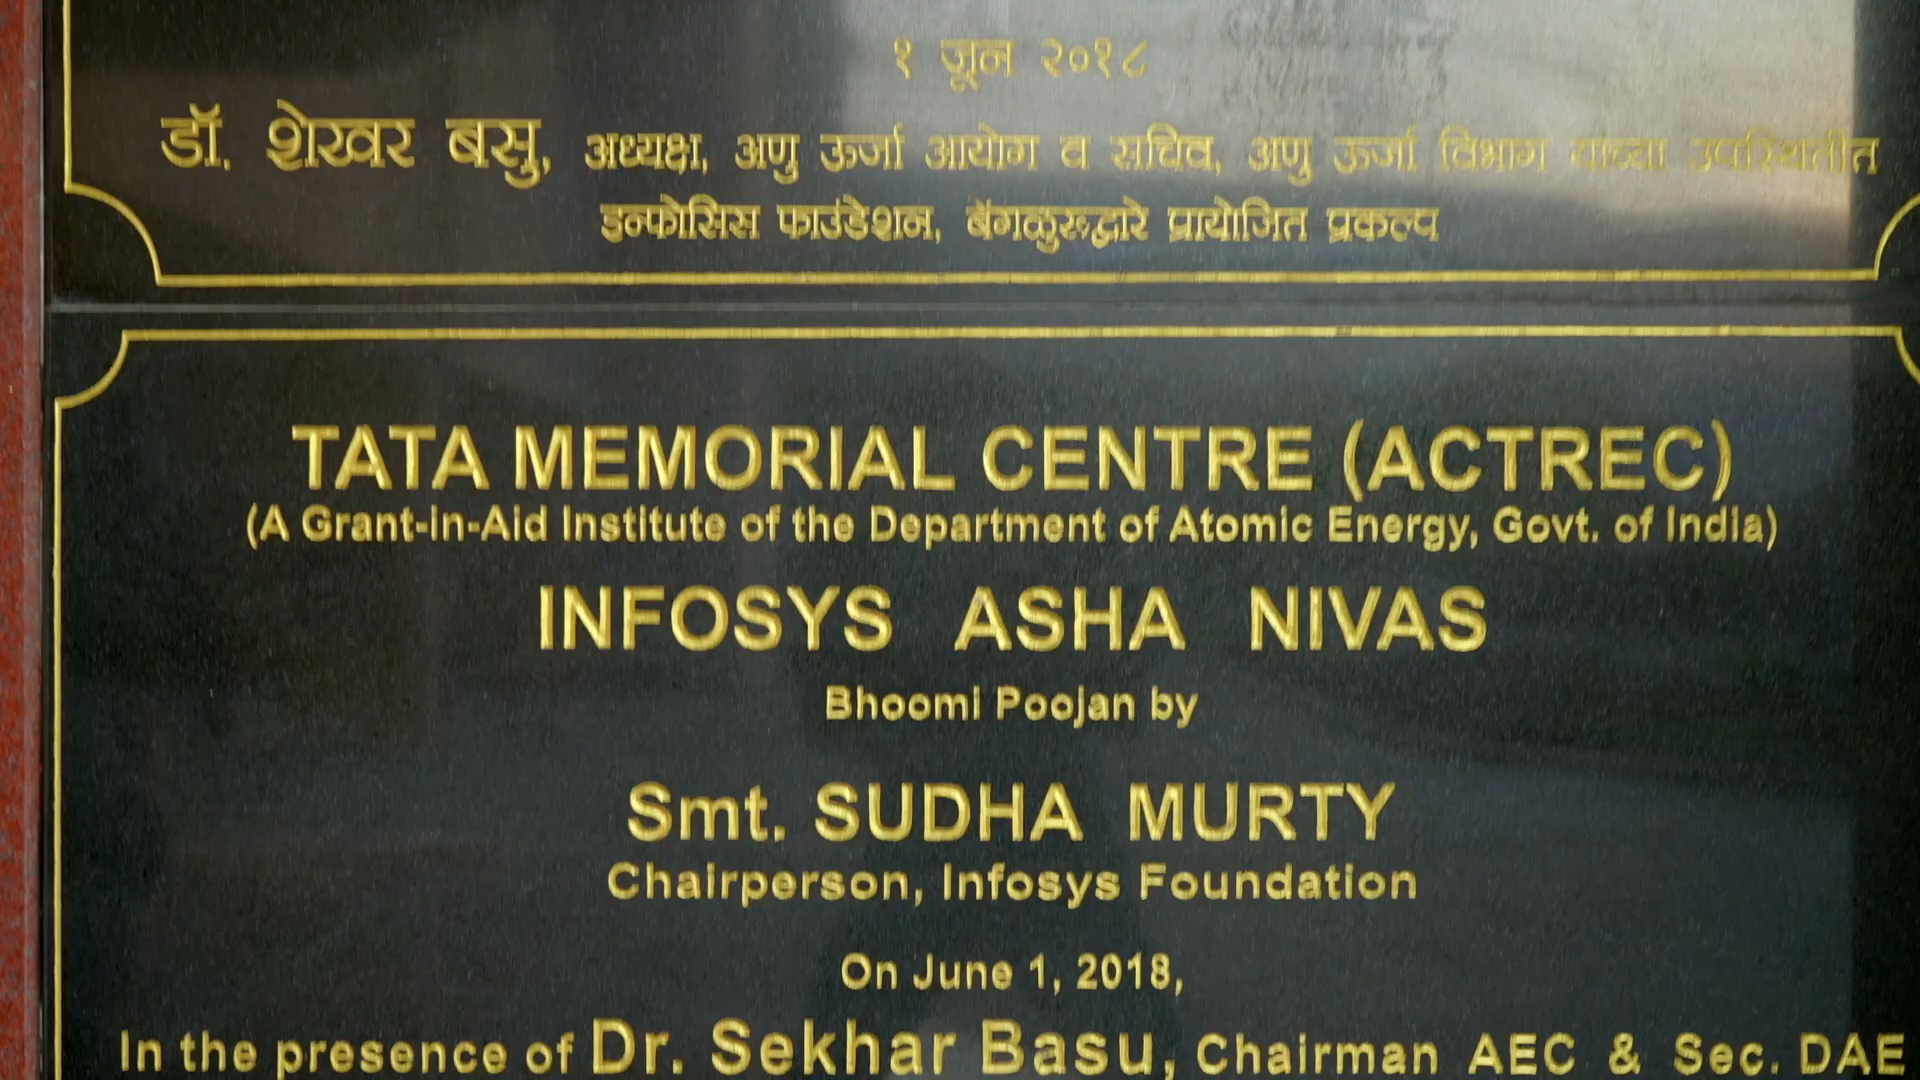 १ जून २०१८
डॉ. शेखर बसु, अध्यक्ष, अणु ऊर्जा आयोग व सचिव, अणु ऊर्जा विभाग यांच्या उपस्थितीत
इन्फोसिस फाउंडेशन, बॅंगळुरूद्वारे प्रायोजित प्रकल्प
TATA MEMORIAL CENTRE (ACTREC)
(A Grant-in-Aid Institute of the Department of Atomic Energy, Govt. of India)
INFOSYS ASHA NIVAS
Bhoomi Poojan by
Smt. SUDHA MURTY
Chairperson, Infosys Foundation
On June 1, 2018,
In the presence of Dr. Sekhar Basu, Chairman AEC & Sec. DAE